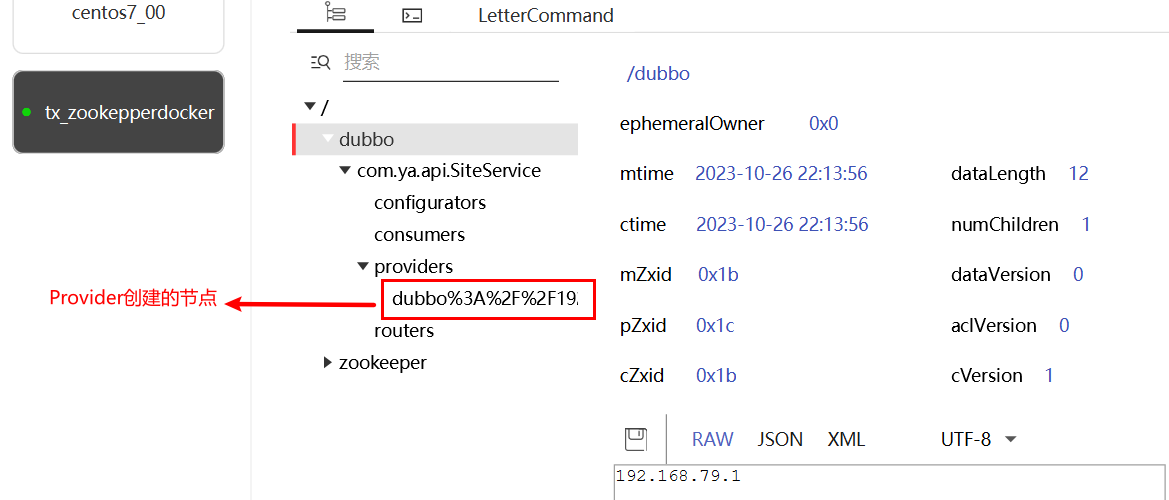 centos7_00
tx_zookepperdocker
LetterCommand
搜索
/
dubbo
com.ya.api.SiteService
configurators
consumers
providers
dubbo%3A%2F%2F19.
routers
zookeeper
Provider创建的节点
/dubbo
ephemeralOwner 0x0
mtime 2023-10-26 22:13:56 dataLength 12
ctime 2023-10-26 22:13:56 numChildren 1
mZxid 0x1b dataVersion 0
pZxid 0x1c aclVersion 0
cZxid 0x1b cVersion 1
RAW JSON XML UTF-8
192.168.79.1